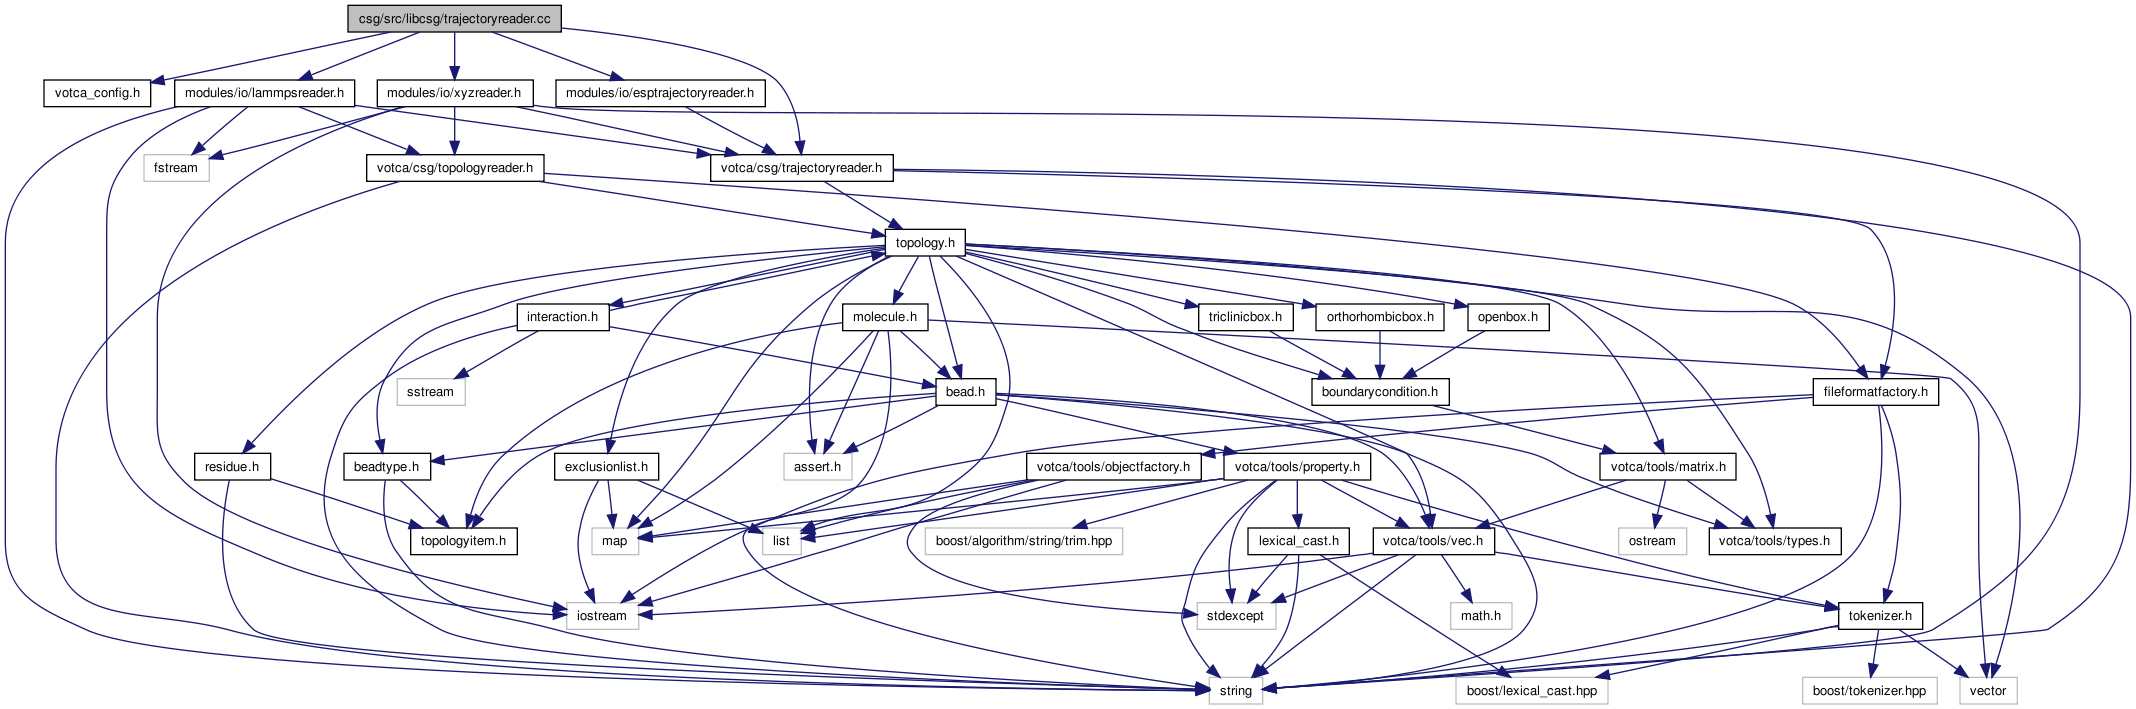 csg/src/libcsg/trajectoryreader.cc
votca_config.h
modules/io/lammpsreader.h
modules/io/xyzreader.h
modules/io/esptrajectoryreader.h
fstream
votca/csg/topologyreader.h
votca/csg/trajectoryreader.h
topology.h
interaction.h
molecule.h
triclinicbox.h
orthorhombicbox.h
openbox.h
sstream
bead.h
boundarycondition.h
fileformatfactory.h
residue.h
beadtype.h
exclusionlist.h
assert.h
votca/tools/objectfactory.h
votca/tools/property.h
votca/tools/matrix.h
topologyitem.h
map
list
boost/algorithm/string/trim.hpp
lexical_cast.h
votca/tools/vec.h
ostream
votca/tools/types.h
iostream
stdexcept
math.h
tokenizer.h
string
boost/lexical_cast.hpp
boost/tokenizer.hpp
vector